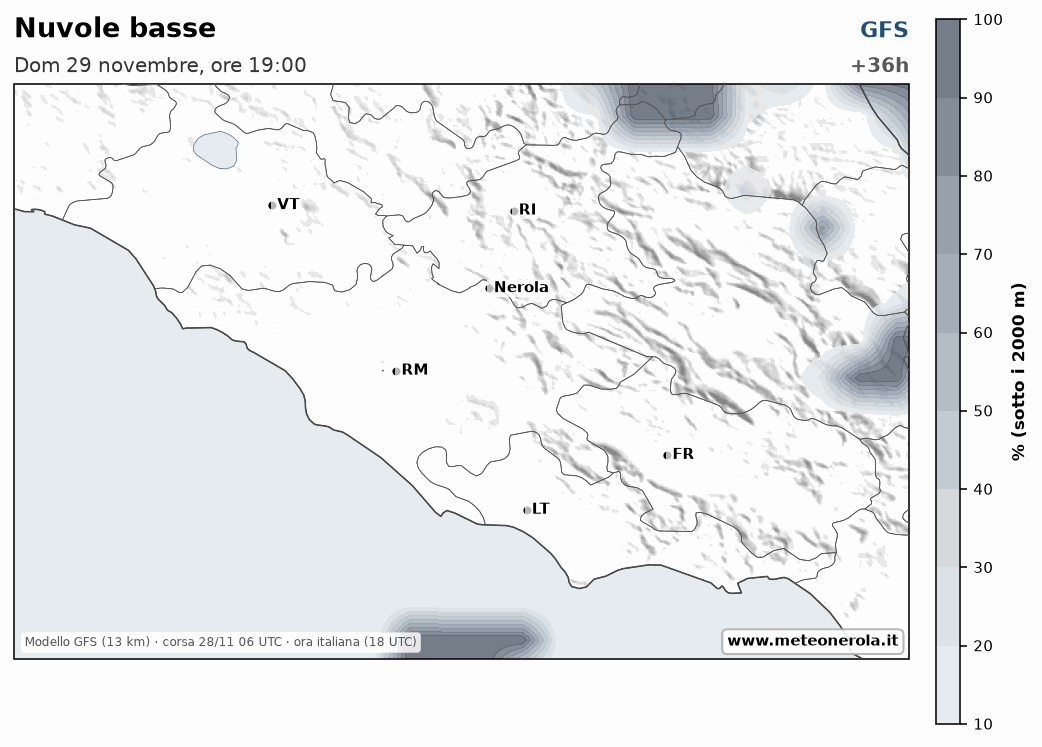 Nuvole basse
GFS
Dom 29 novembre, ore 19:00
+36h
VT
RI
Nerola
RM
FR
LT
Modello GFS (13 km) · corsa 28/11 06 UTC · ora italiana (18 UTC)
www.meteonerola.it
100
90
80
70
60
50
40
30
20
10
% (sotto i 2000 m)